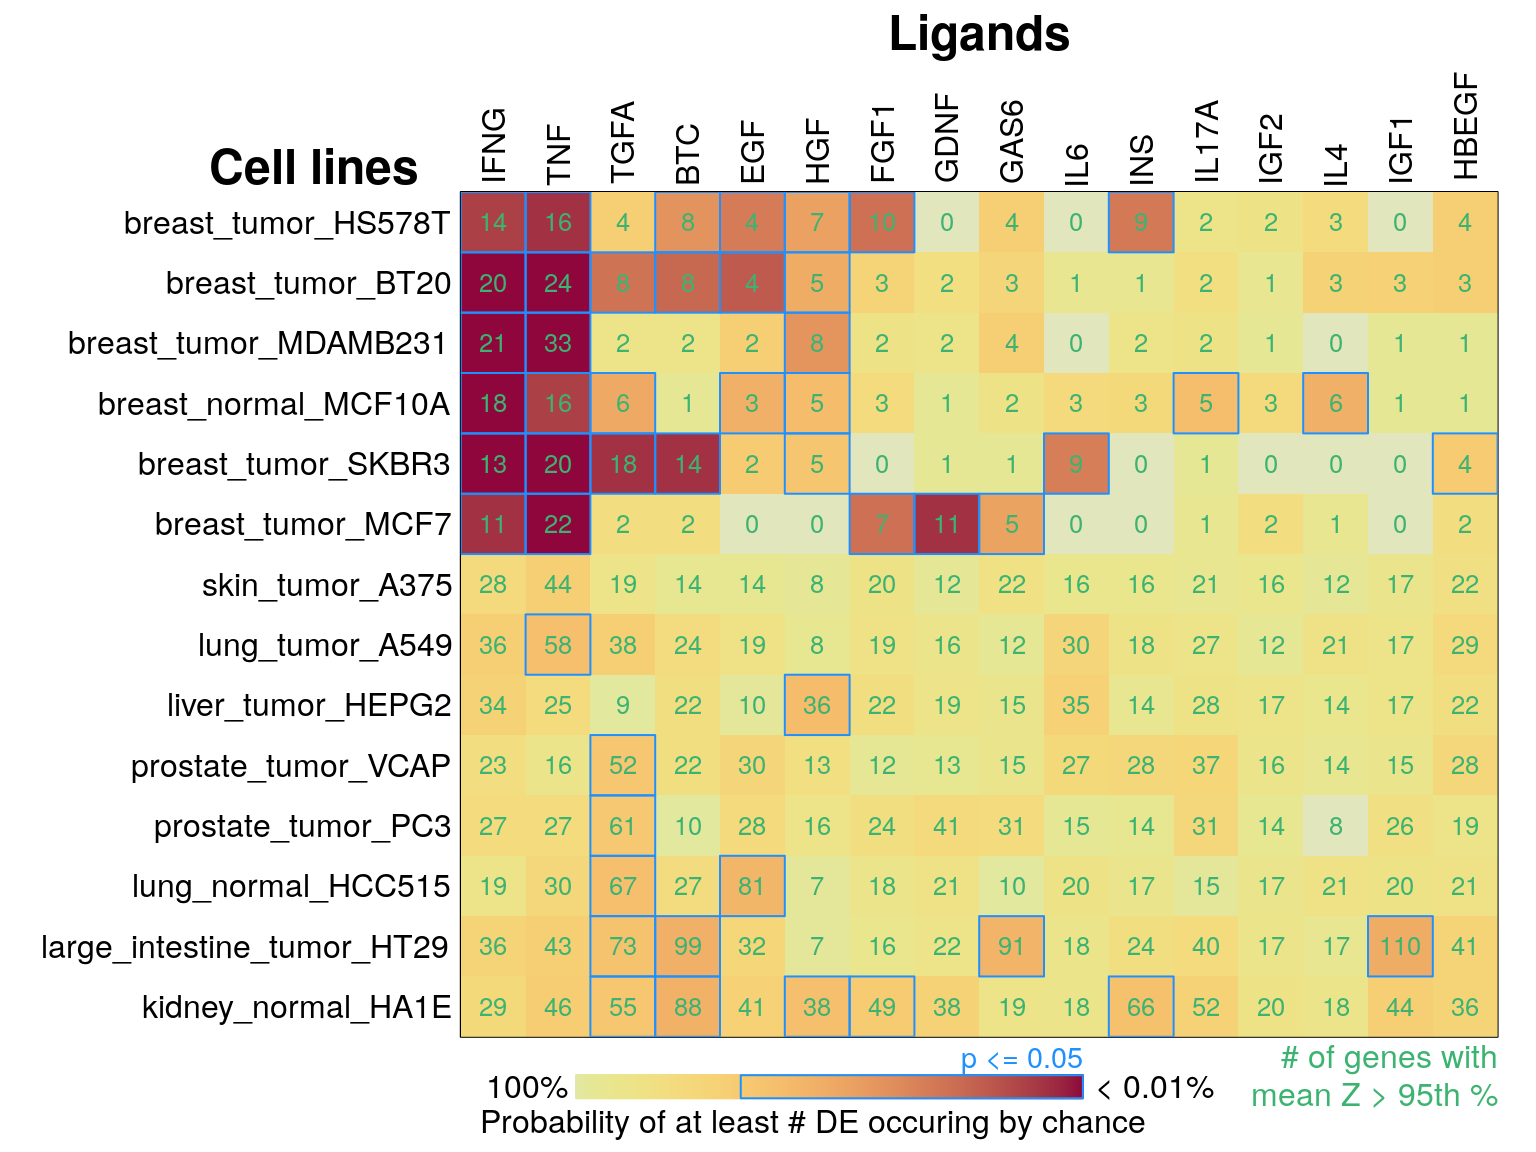 Ligands
Cell lines
IFNG TNF TGFA BTC EGF HGF FGF1 GDNF GAS6 IL6 INS IL17A IGF2 IL4 IGF1 HBEGF
breast_tumor_HS578T 14 16 4 8 4 7 10 0 4 0 9 2 2 3 0 4
breast_tumor_BT20 20 24 8 8 4 5 3 2 3 1 1 2 1 3 3 3
breast_tumor_MDAMB231 21 33 2 2 2 8 2 2 4 0 2 2 1 0 1 1
breast_normal_MCF10A 18 16 6 1 3 5 3 1 2 3 3 5 3 6 1 1
breast_tumor_SKBR3 13 20 18 14 2 5 0 1 1 9 0 1 0 0 0 4
breast_tumor_MCF7 11 22 2 2 0 0 7 11 5 0 0 1 2 1 0 2
skin_tumor_A375 28 44 19 14 14 8 20 12 22 16 16 21 16 12 17 22
lung_tumor_A549 36 58 38 24 19 8 19 16 12 30 18 27 12 21 17 29
liver_tumor_HEPG2 34 25 9 22 10 36 22 19 15 35 14 28 17 14 17 22
prostate_tumor_VCAP 23 16 52 22 30 13 12 13 15 27 28 37 16 14 15 28
prostate_tumor_PC3 27 27 61 10 28 16 24 41 31 15 14 31 14 8 26 19
lung_normal_HCC515 19 30 67 27 81 7 18 21 10 20 17 15 17 21 20 21
large_intestine_tumor_HT29 36 43 73 99 32 7 16 22 91 18 24 40 17 17 110 41
kidney_normal_HA1E 29 46 55 88 41 38 49 38 19 18 66 52 20 18 44 36
p <= 0.05
100% < 0.01%
Probability of at least # DE occuring by chance
# of genes with
mean Z > 95th %